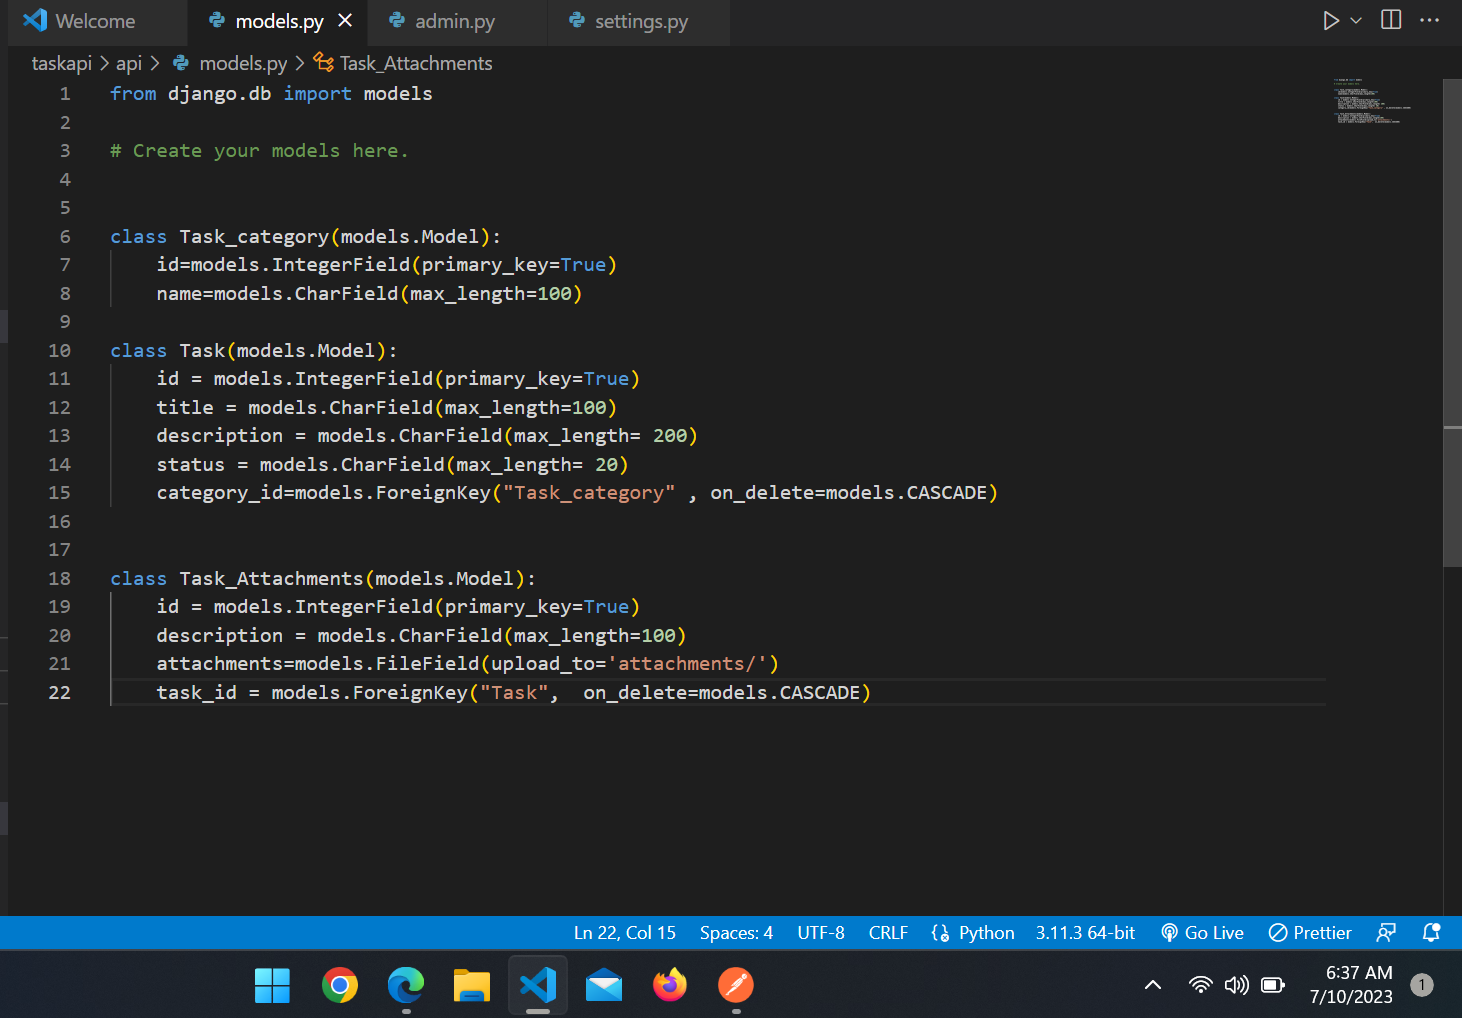 Welcome models.py admin.py settings.py
taskapi > api > models.py > Task_Attachments
1 from django.db import models
2
3 # Create your models here.
4
5
6 class Task_category(models.Model):
7 id=models.IntegerField(primary_key=True)
8 name=models.CharField(max_length=100)
9
10 class Task(models.Model):
11 id = models.IntegerField(primary_key=True)
12 title = models.CharField(max_length=100)
13 description = models.CharField(max_length= 200)
14 status = models.CharField(max_length= 20)
15 category_id=models.ForeignKey("Task_category" , on_delete=models.CASCADE)
16
17
18 class Task_Attachments(models.Model):
19 id = models.IntegerField(primary_key=True)
20 description = models.CharField(max_length=100)
21 attachments=models.FileField(upload_to='attachments/')
22 task_id = models.ForeignKey("Task",  on_delete=models.CASCADE)
Ln 22, Col 15 Spaces: 4 UTF-8 CRLF Python 3.11.3 64-bit Go Live Prettier
6:37 AM
7/10/2023 1